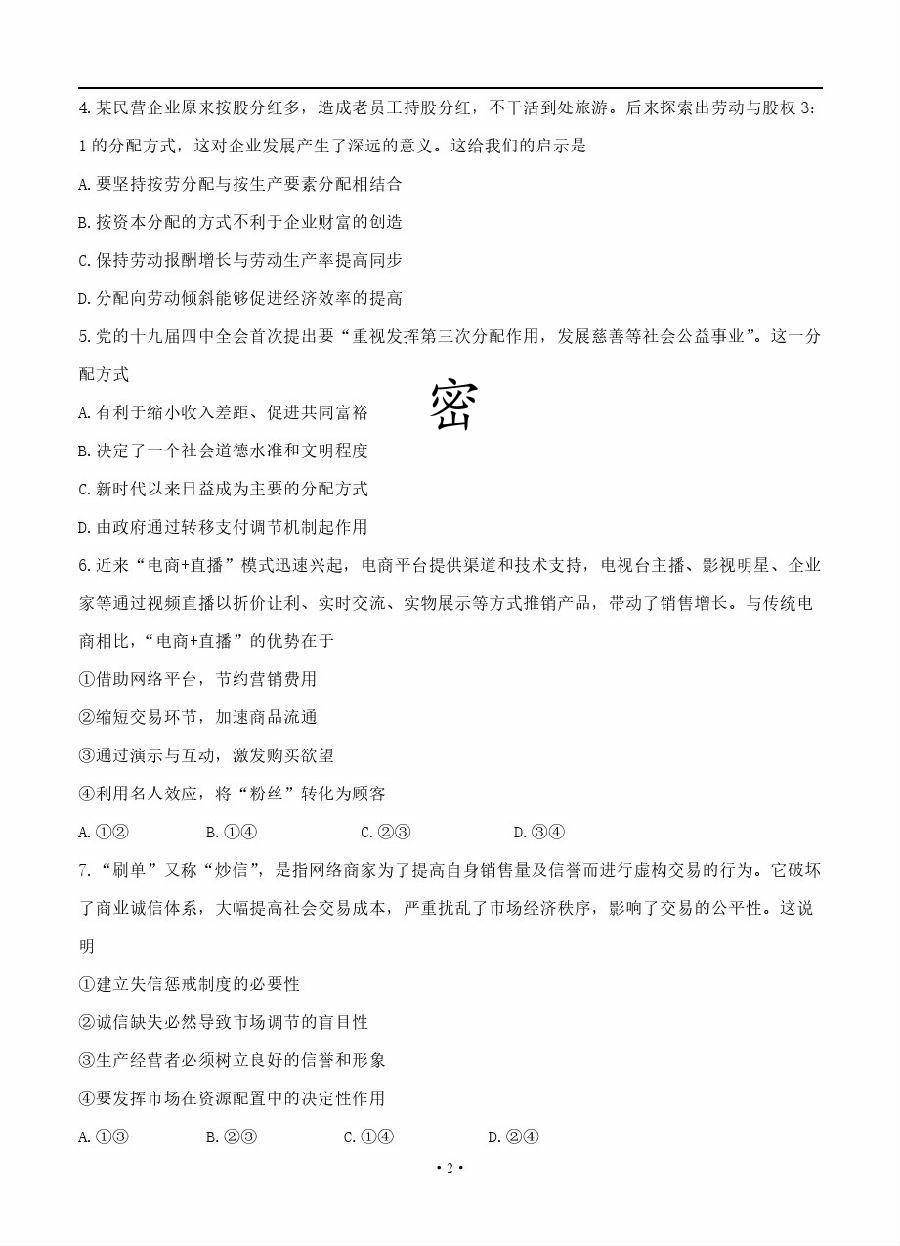 4. 某民营企业原来按股分红多，造成老员工持股分红，不干活到处旅游。后来探索出劳动与股权 3:
1 的分配方式，这对企业发展产生了深远的意义。这给我们的启示是
A. 要坚持按劳分配与按生产要素分配相结合
B. 按资本分配的方式不利于企业财富的创造
C. 保持劳动报酬增长与劳动生产率提高同步
D. 分配向劳动倾斜能够促进经济效率的提高
5. 党的十九届四中全会首次提出要“重视发挥第三次分配作用，发展慈善等社会公益事业”。这一分
配方式
密
A. 有利于缩小收入差距、促进共同富裕
B. 决定了一个社会道德水准和文明程度
C. 新时代以来日益成为主要的分配方式
D. 由政府通过转移支付调节机制起作用
6. 近来“电商+直播”模式迅速兴起，电商平台提供渠道和技术支持，电视台主播、影视明星、企业
家等通过视频直播以折价让利、实时交流、实物展示等方式推销产品，带动了销售增长。与传统电
商相比，“电商+直播”的优势在于
①借助网络平台，节约营销费用
②缩短交易环节，加速商品流通
③通过演示与互动，激发购买欲望
④利用名人效应，将“粉丝”转化为顾客
A. ①② B. ①④ C. ②③ D. ③④
7. “刷单”又称“炒信”，是指网络商家为了提高自身销售量及信誉而进行虚构交易的行为。它破坏
了商业诚信体系，大幅提高社会交易成本，严重扰乱了市场经济秩序，影响了交易的公平性。这说
明
①建立失信惩戒制度的必要性
②诚信缺失必然导致市场调节的盲目性
③生产经营者必须树立良好的信誉和形象
④要发挥市场在资源配置中的决定性作用
A. ①③ B. ②③ C. ①④ D. ②④
• 2 •